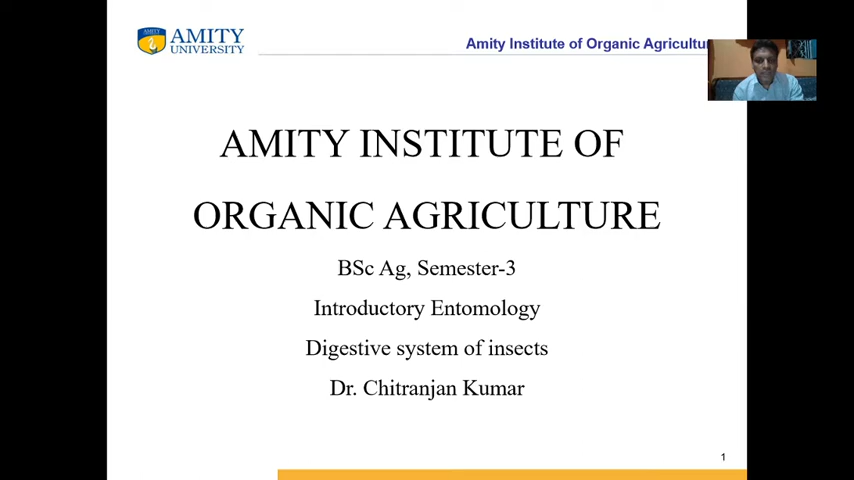 AMITY
UNIVERSITY
Amity Institute of Organic Agricultur
AMITY INSTITUTE OF
ORGANIC AGRICULTURE
BSc Ag, Semester-3
Introductory Entomology
Digestive system of insects
Dr. Chitranjan Kumar
1